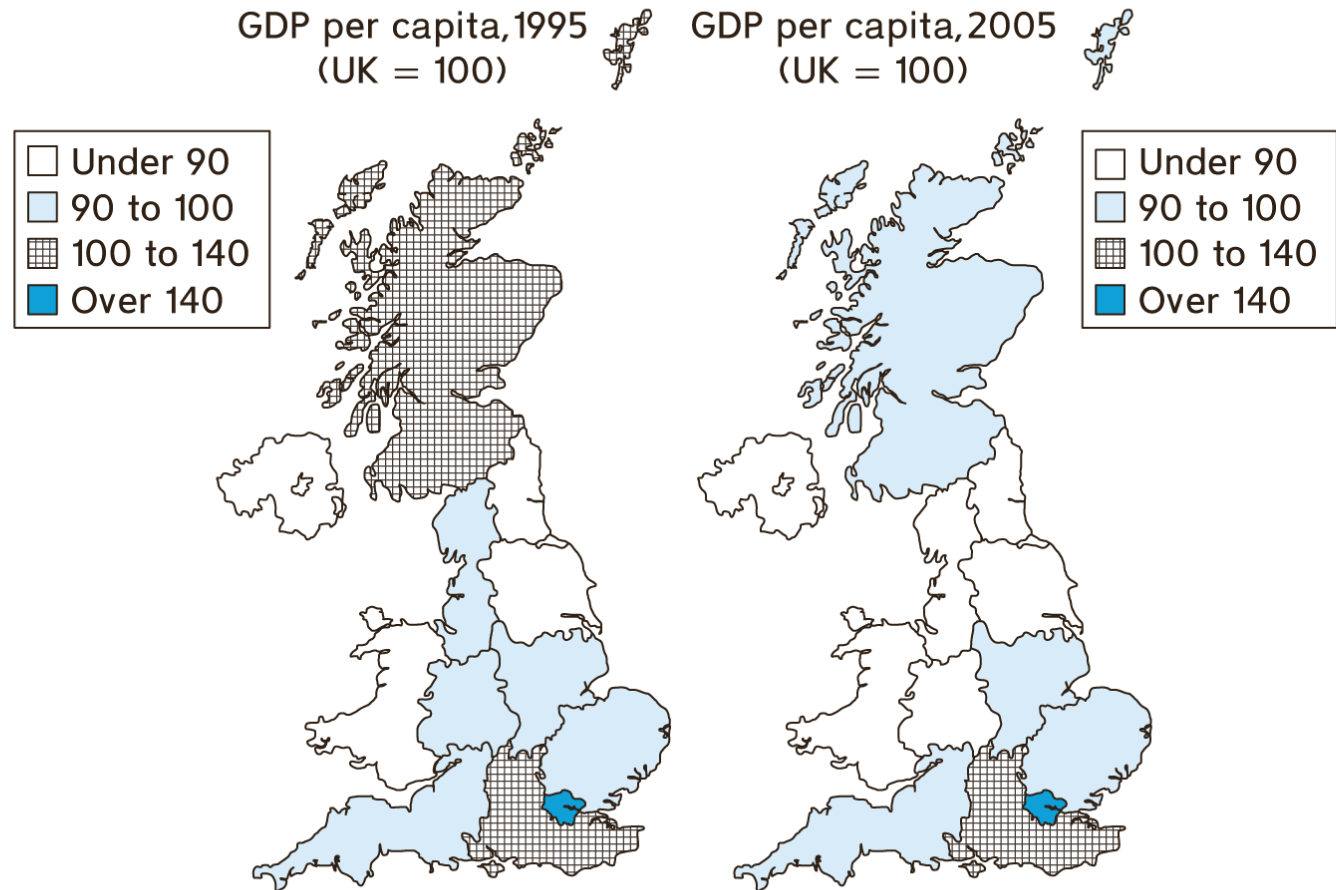 GDP per capita, 1995
(UK = 100)
GDP per capita, 2005
(UK = 100)
Under 90
90 to 100
100 to 140
Over 140
Under 90
90 to 100
100 to 140
Over 140